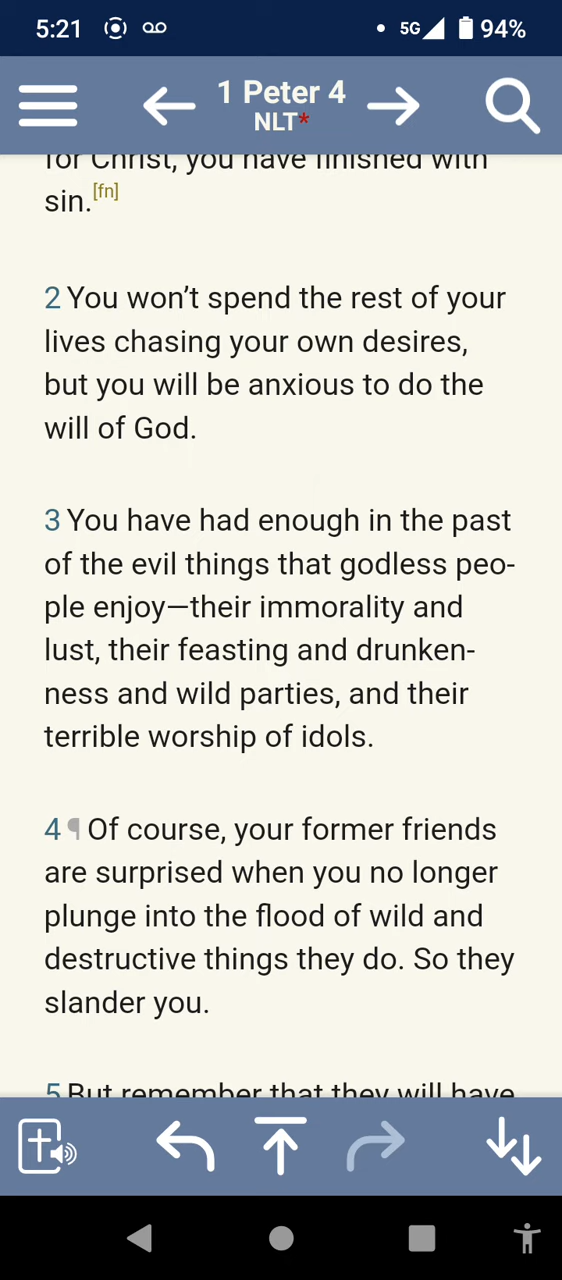 5:21 5G 94%
1 Peter 4
NLT*
for Christ, you have finished with
sin.[fn]
2 You won’t spend the rest of your
lives chasing your own desires,
but you will be anxious to do the
will of God.
3 You have had enough in the past
of the evil things that godless peo-
ple enjoy—their immorality and
lust, their feasting and drunken-
ness and wild parties, and their
terrible worship of idols.
4 ¶ Of course, your former friends
are surprised when you no longer
plunge into the flood of wild and
destructive things they do. So they
slander you.
5 But remember that they will have